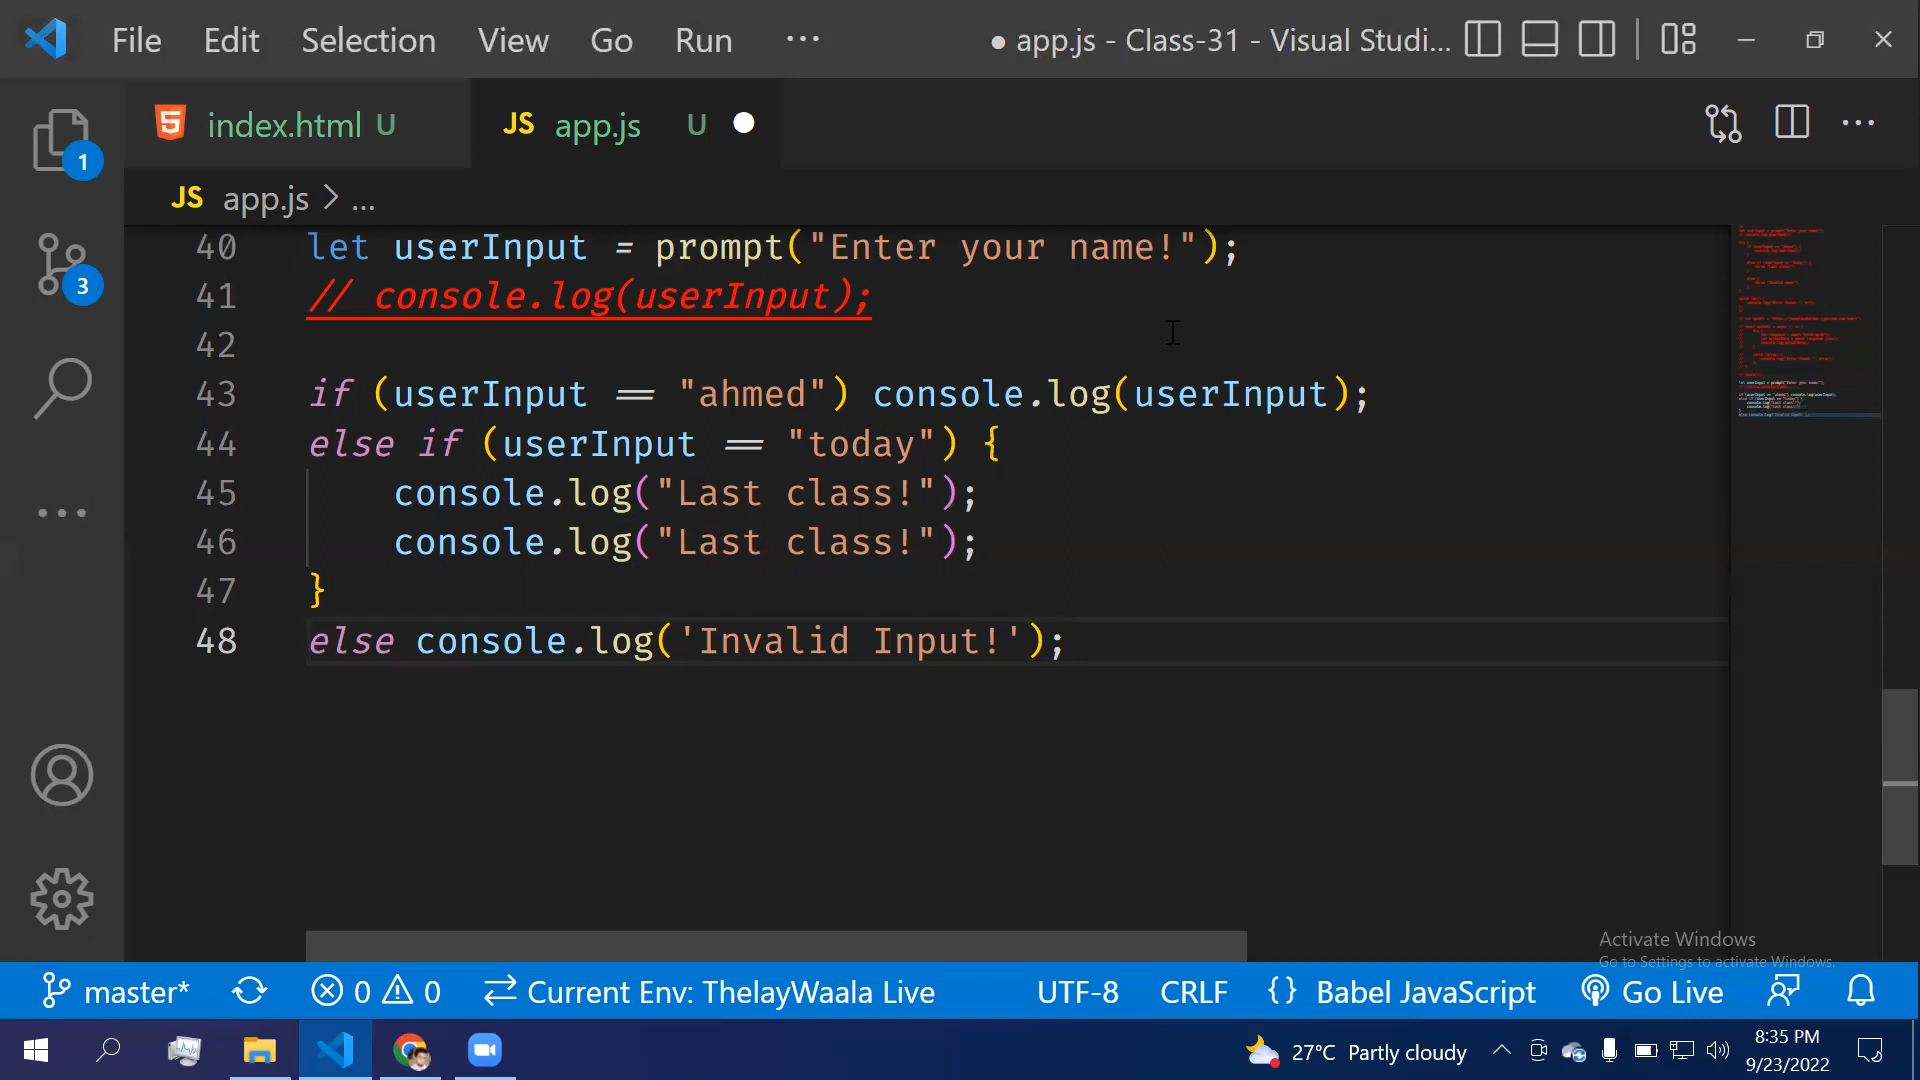 File Edit Selection View Go Run ··· ● app.js - Class-31 - Visual Studi...
index.html U JS app.js U
JS app.js > ...
40 let userInput = prompt("Enter your name!");
41 // console.log(userInput);
42
43 if (userInput == "ahmed") console.log(userInput);
44 else if (userInput == "today") {
45 console.log("Last class!");
46 console.log("Last class!");
47 }
48 else console.log('Invalid Input!');
1
3
Activate Windows
Go to Settings to activate Windows.
master* 0 0 Current Env: ThelayWaala Live UTF-8 CRLF {} Babel JavaScript Go Live
27°C Partly cloudy
8:35 PM
9/23/2022